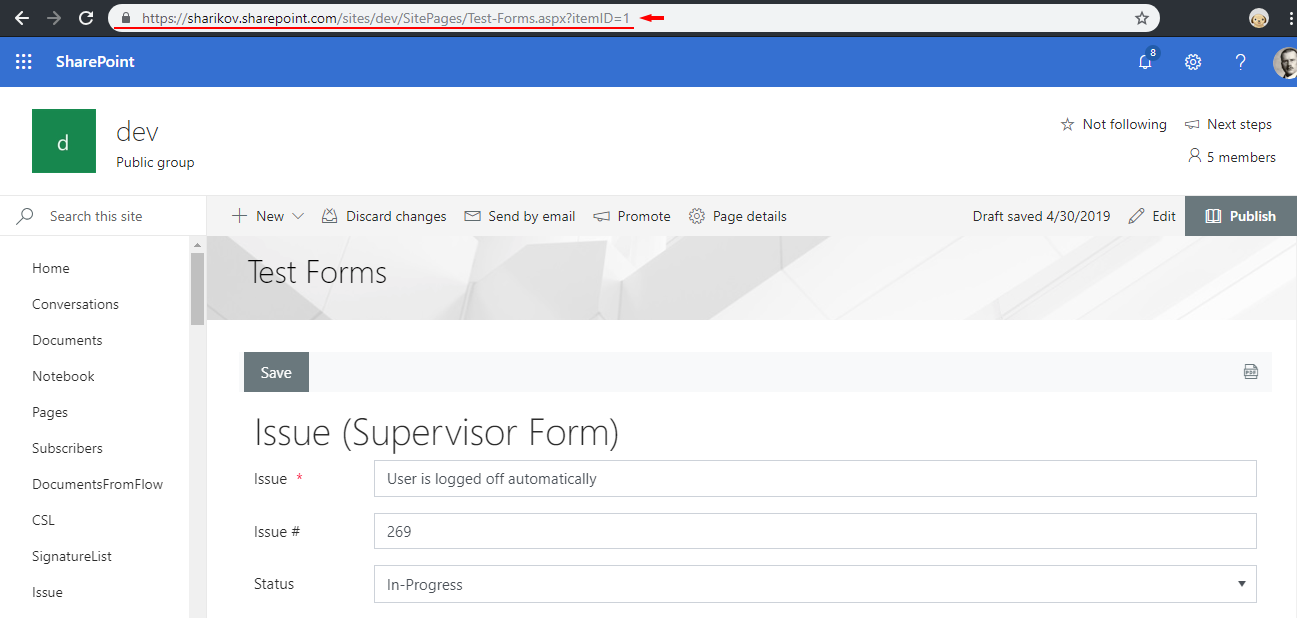 https://sharikov.sharepoint.com/sites/dev/SitePages/Test-Forms.aspx?itemID=1
SharePoint
8
d
dev
Public group
Not following
Next steps
5 members
Search this site
New
Discard changes
Send by email
Promote
Page details
Draft saved 4/30/2019
Edit
Publish
Home
Conversations
Documents
Notebook
Pages
Subscribers
DocumentsFromFlow
CSL
SignatureList
Issue
Test Forms
Save
PDF
Issue (Supervisor Form)
Issue * User is logged off automatically
Issue # 269
Status In-Progress